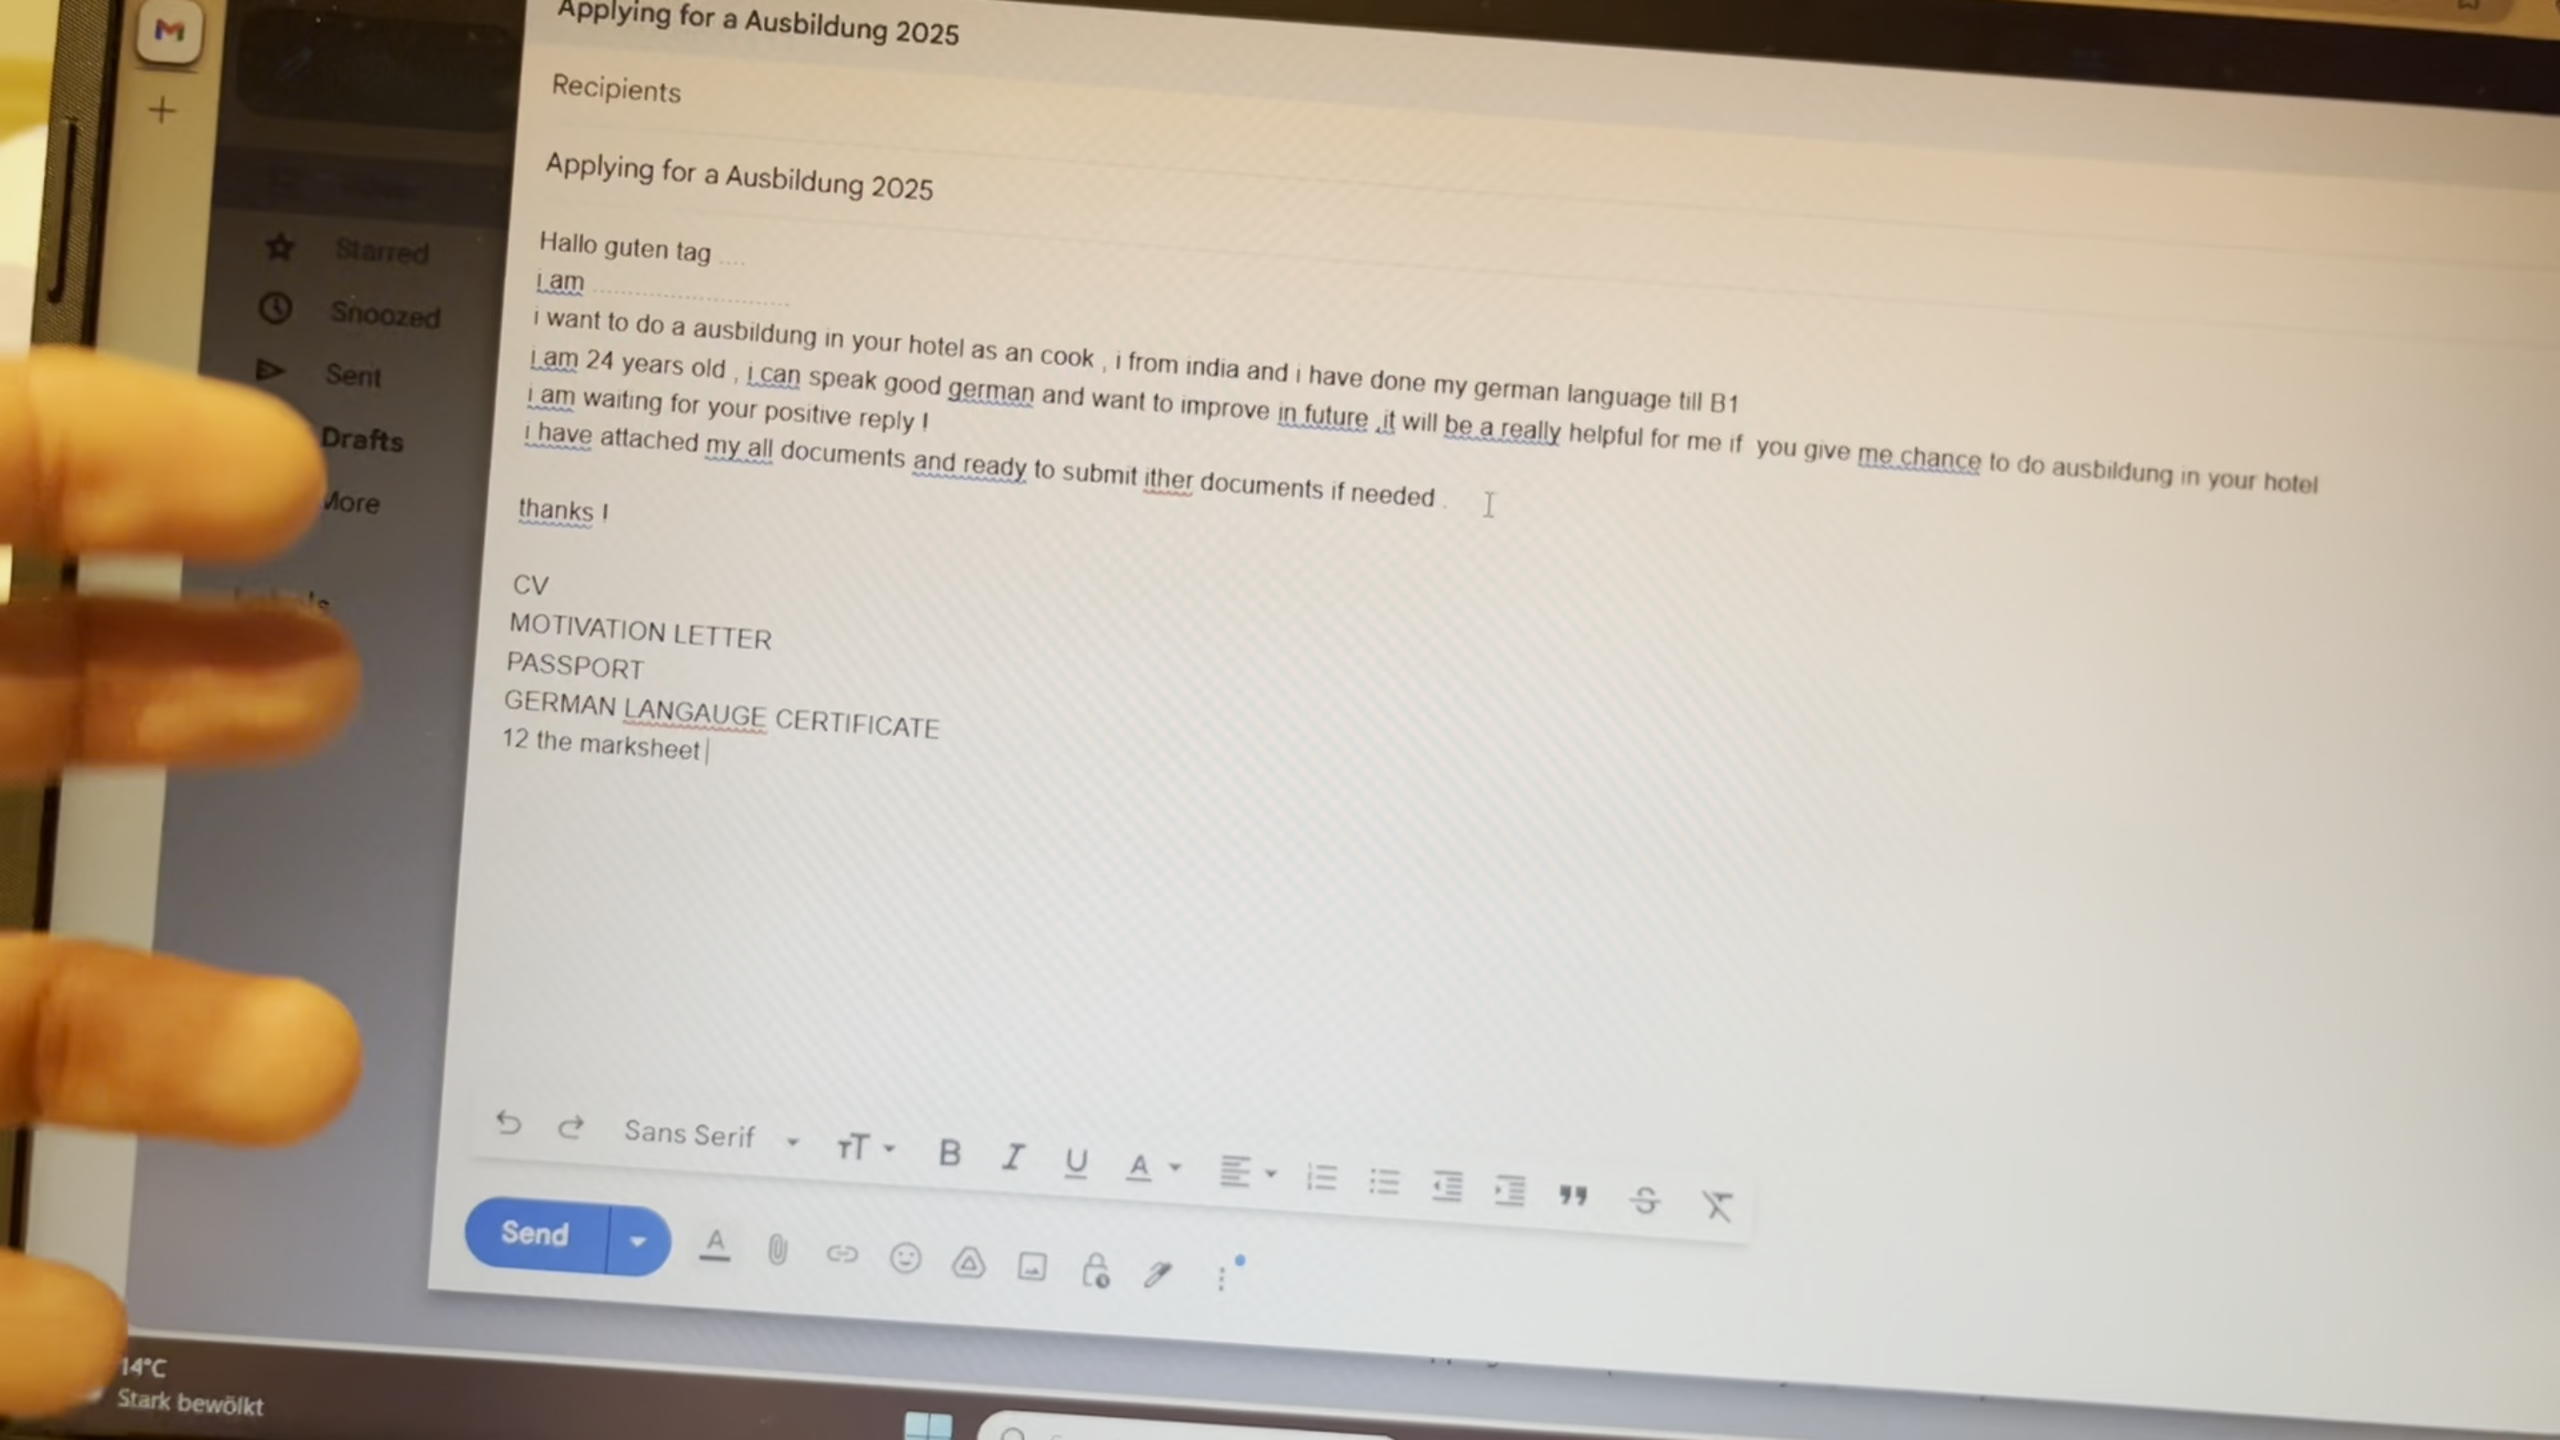 Applying for a Ausbildung 2025
Recipients
Applying for a Ausbildung 2025
Starred
Snoozed
Sent
Drafts
More
Hallo guten tag ....
i am ..............................
i want to do a ausbildung in your hotel as an cook , i from india and i have done my german language till B1
i am 24 years old , i can speak good german and want to improve in future ,it will be a really helpful for me if you give me chance to do ausbildung in your hotel
i am waiting for your positive reply !
i have attached my all documents and ready to submit ither documents if needed .
thanks !
CV
MOTIVATION LETTER
PASSPORT
GERMAN LANGAUGE CERTIFICATE
12 the marksheet
Sans Serif
Send
14°C
Stark bewölkt